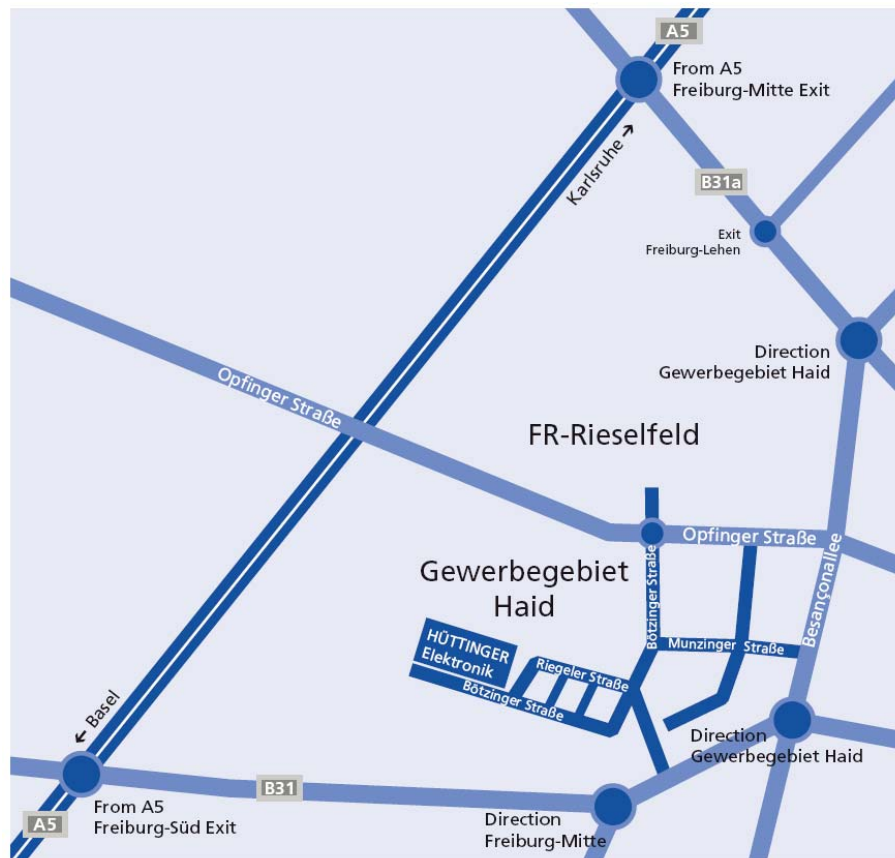 A5
From A5
Freiburg-Mitte Exit
Karlsruhe →
B31a
Exit
Freiburg-Lehen
Direction
Gewerbegebiet Haid
Opfinger Straße
FR-Rieselfeld
Opfinger Straße
Besançonallee
Gewerbegebiet
Haid
Bötzinger Straße
Munzinger Straße
HÜTTINGER
Elektronik
Riegeler Straße
Bötzinger Straße
← Basel
Direction
Gewerbegebiet Haid
B31
From A5
Freiburg-Süd Exit
A5
Direction
Freiburg-Mitte